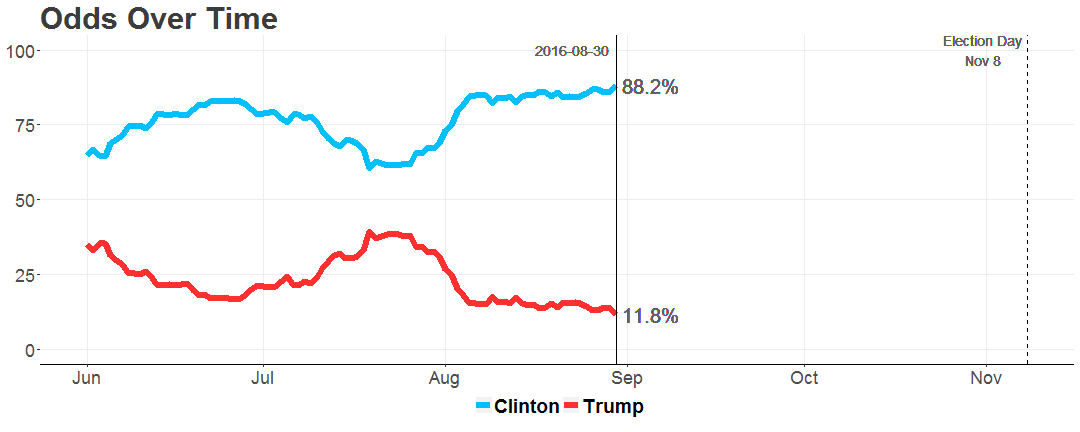 Odds Over Time
100
75
50
25
0
2016-08-30
88.2%
11.8%
Election Day
Nov 8
Jun Jul Aug Sep Oct Nov
Clinton Trump